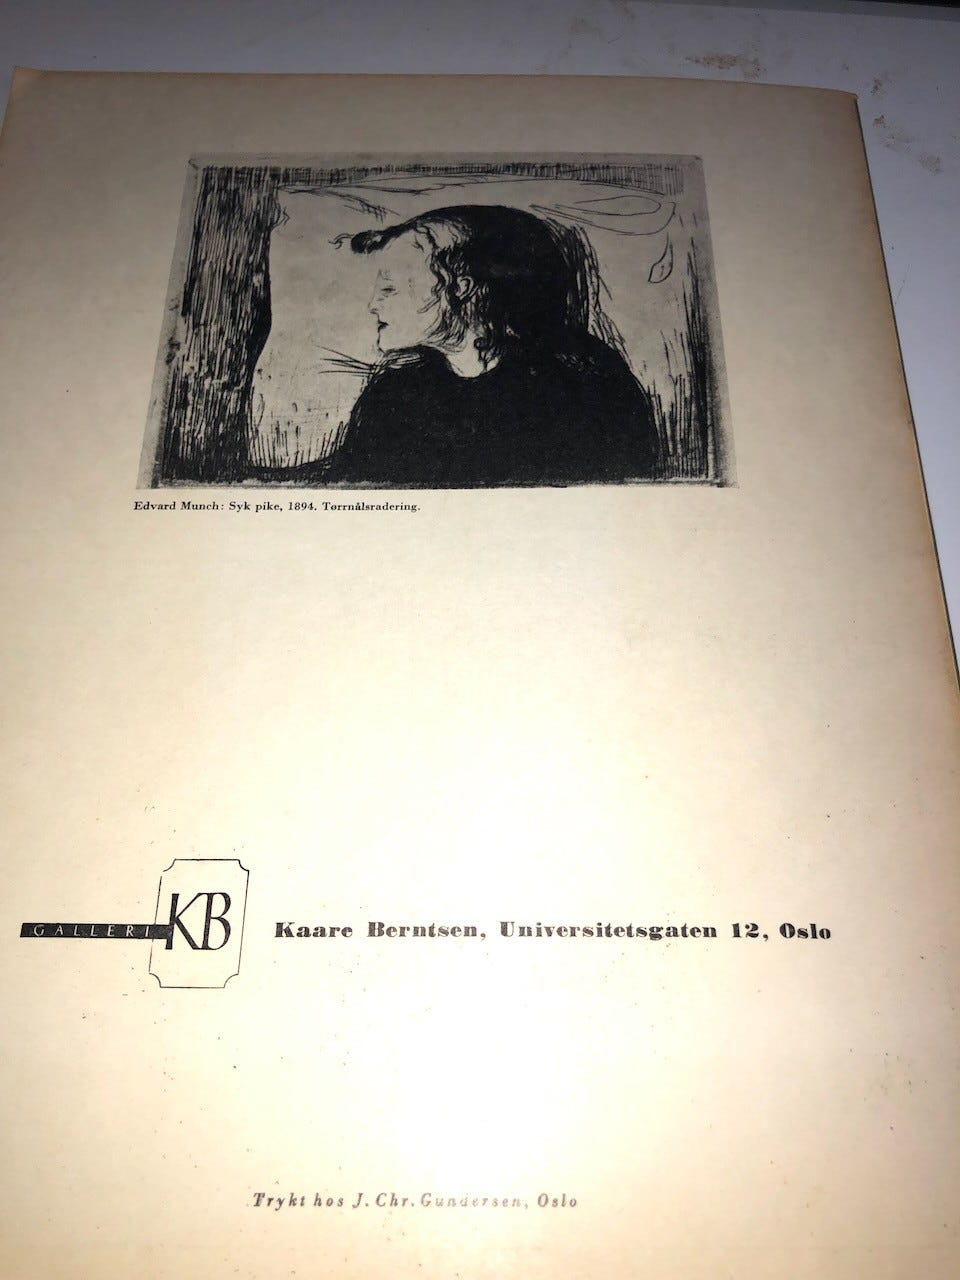 Edvard Munch: Syk pike, 1894. Tørrnålsradering.
GALLERI KB
Kaare Berntsen, Universitetsgaten 12, Oslo
Trykt hos J. Chr. Gundersen, Oslo